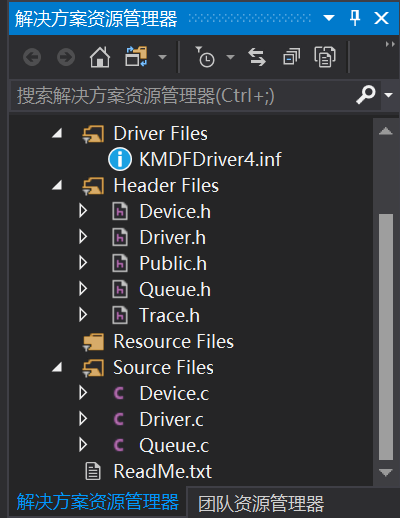 解决方案资源管理器
搜索解决方案资源管理器(Ctrl+;)
Driver Files
KMDFDriver4.inf
Header Files
Device.h
Driver.h
Public.h
Queue.h
Trace.h
Resource Files
Source Files
Device.c
Driver.c
Queue.c
ReadMe.txt
解决方案资源管理器 团队资源管理器